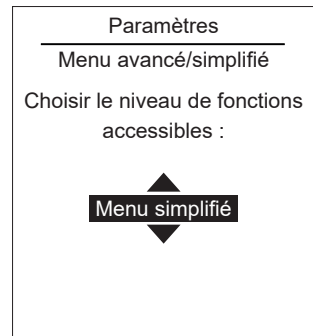 Paramètres
Menu avancé/simplifié
Choisir le niveau de fonctions
accessibles :
Menu simplifié